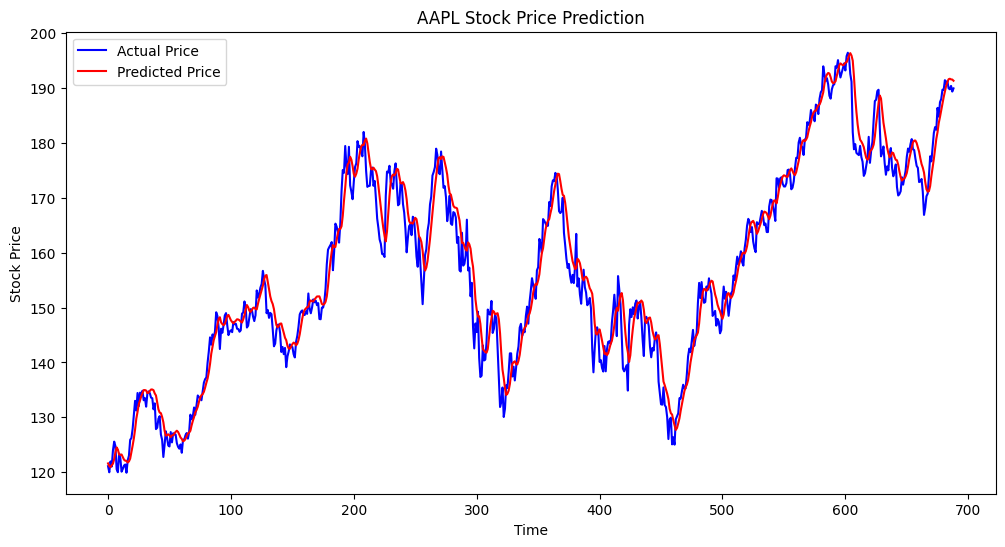 AAPL Stock Price Prediction
Actual Price
Predicted Price
Stock Price
200
190
180
170
160
150
140
130
120
0 100 200 300 400 500 600 700
Time